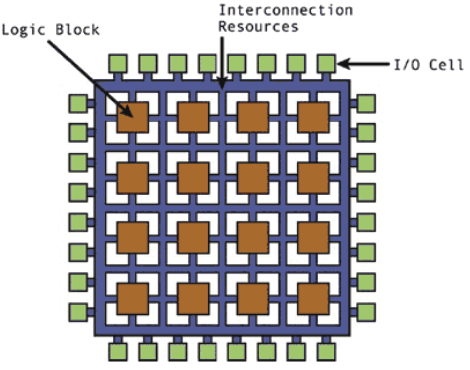 Interconnection
Resources
Logic Block
I/O Cell